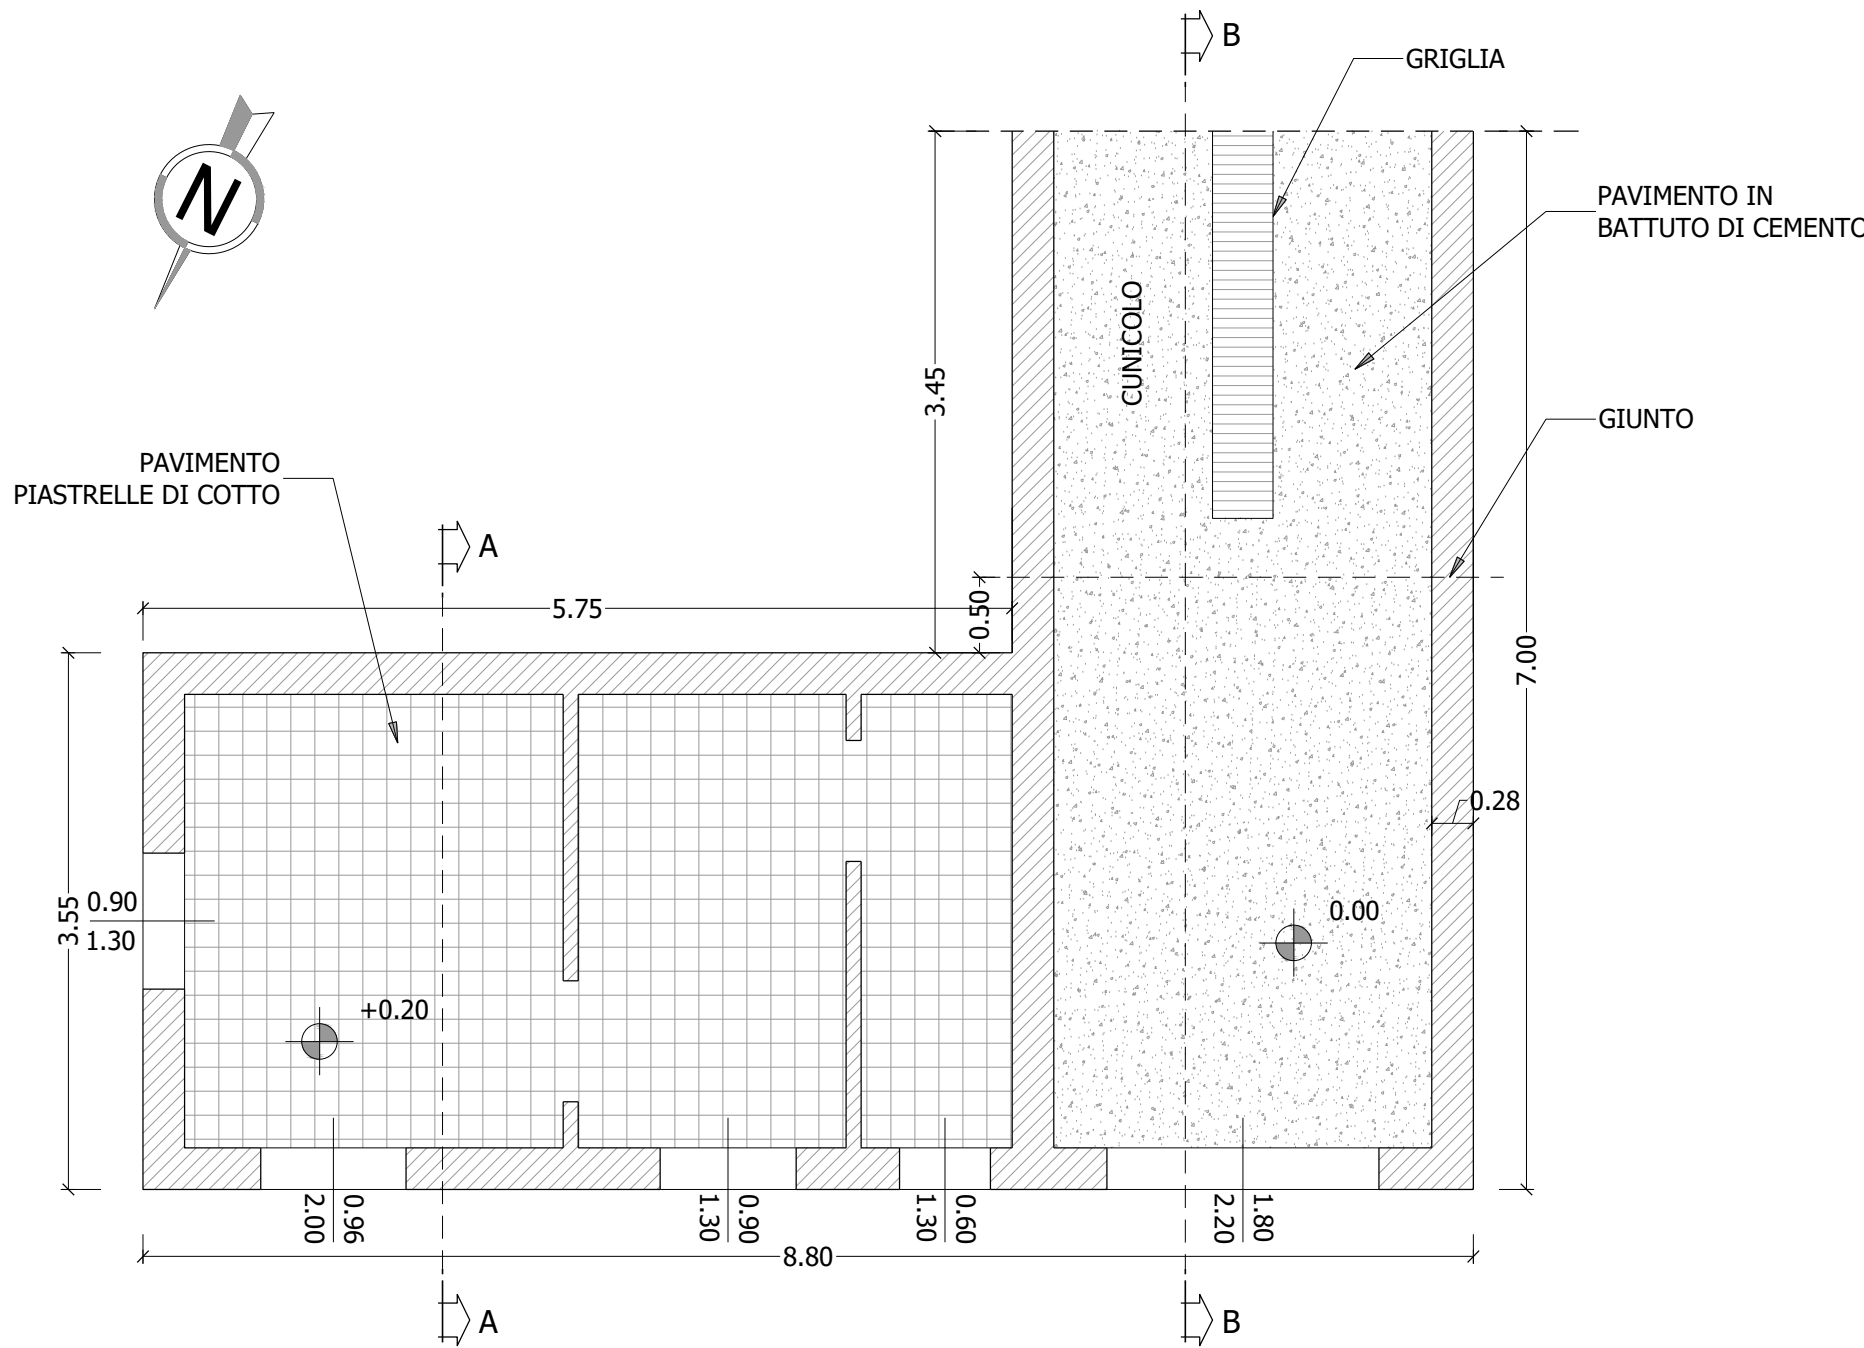 B
GRIGLIA
N
PAVIMENTO IN
BATTUTO DI CEMENTO
CUNICOLO
3.45
GIUNTO
PAVIMENTO
PIASTRELLE DI COTTO
A
5.75
0.50
7.00
0.28
3.55
0.90
1.30
0.00
+0.20
0.96
2.00
0.90
1.30
0.60
1.30
1.80
2.20
8.80
A
B